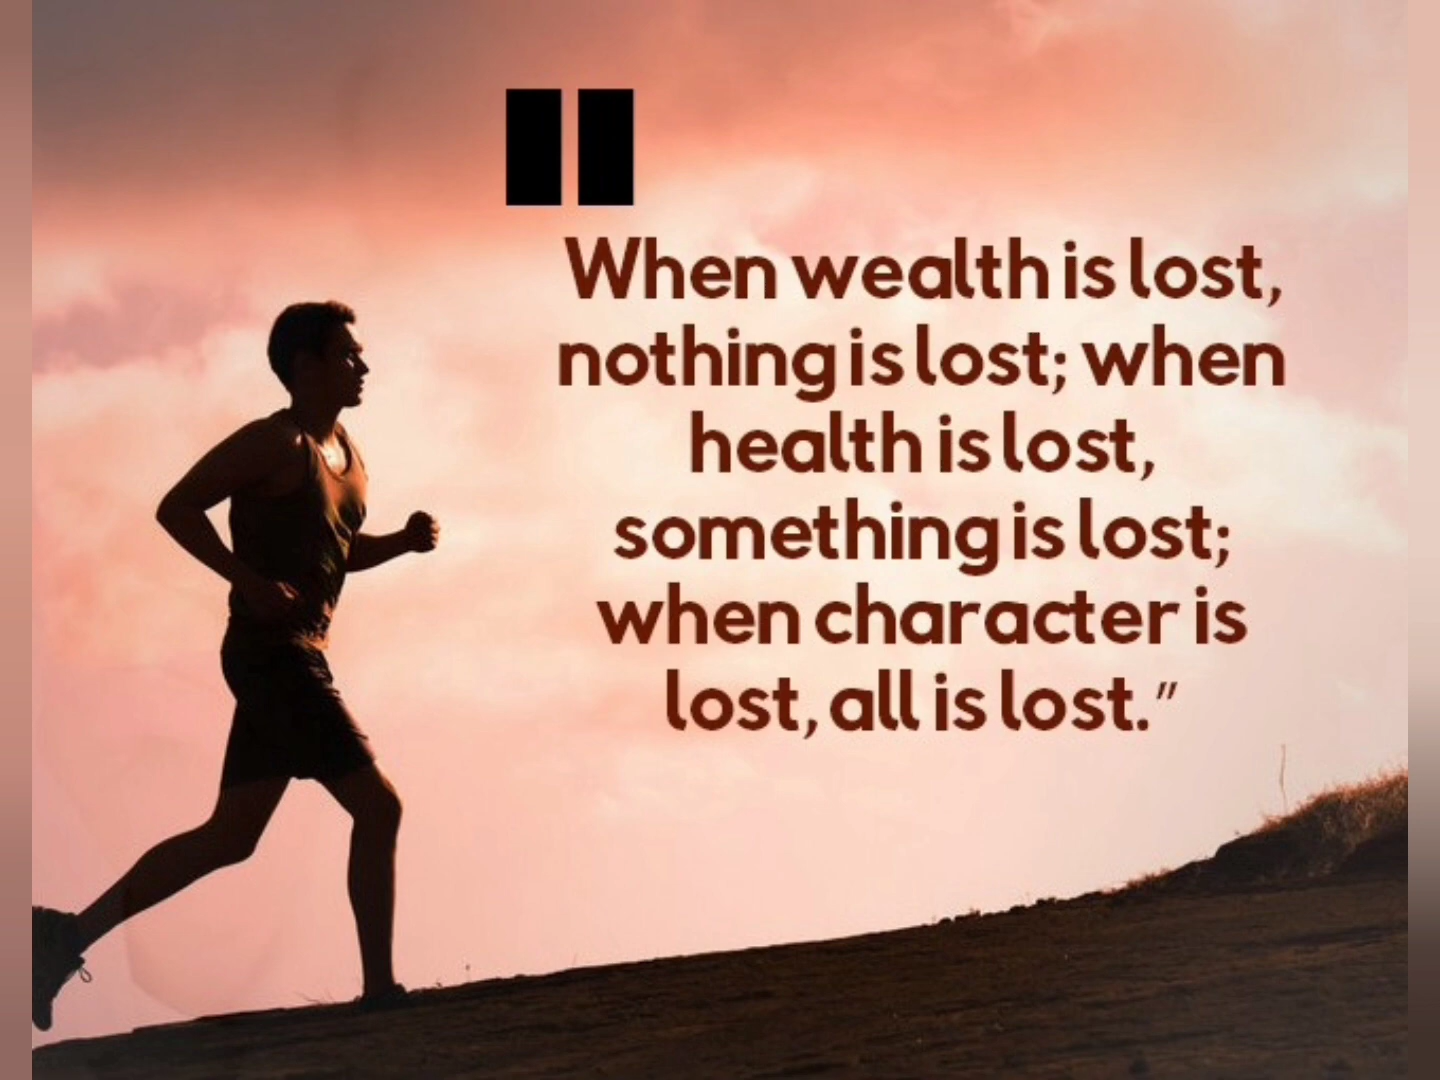 "
When wealth is lost,
nothing is lost; when
health is lost,
something is lost;
when character is
lost, all is lost."